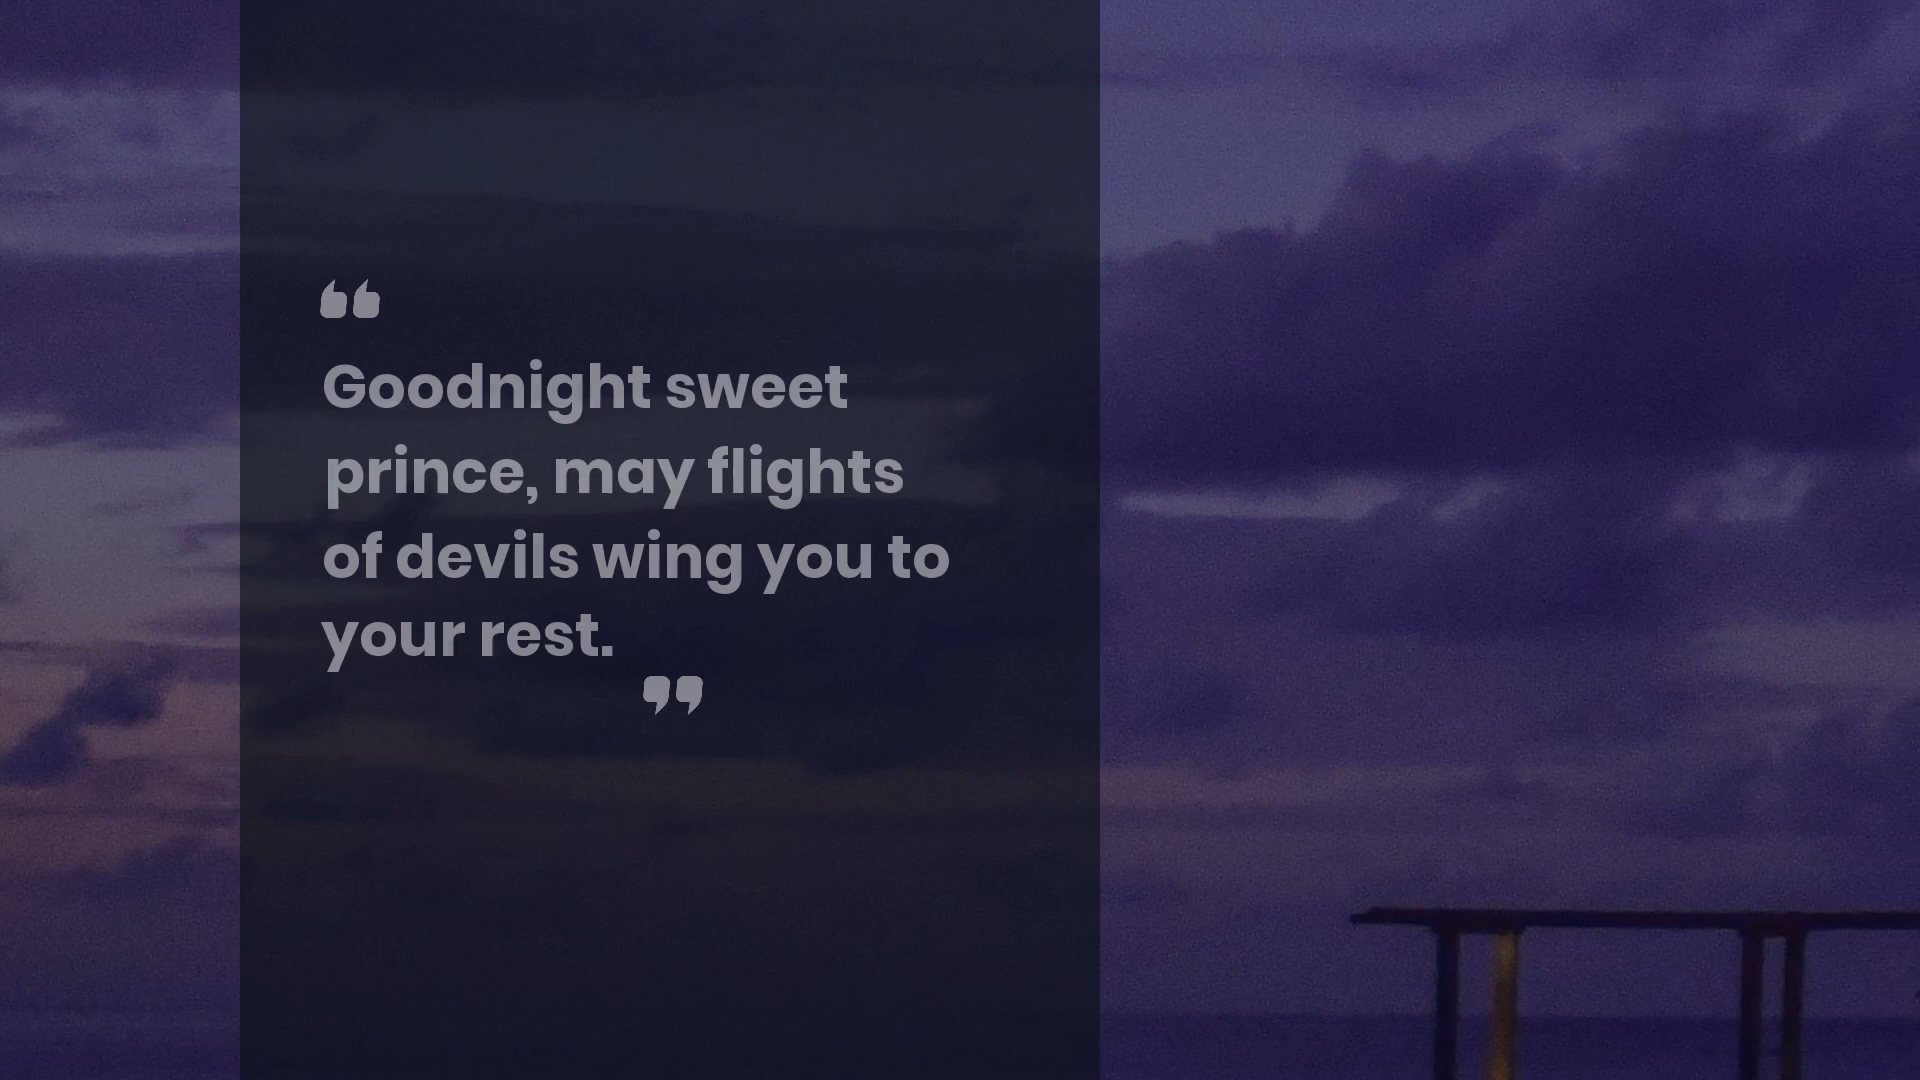 “
Goodnight sweet
prince, may flights
of devils wing you to
your rest.
”